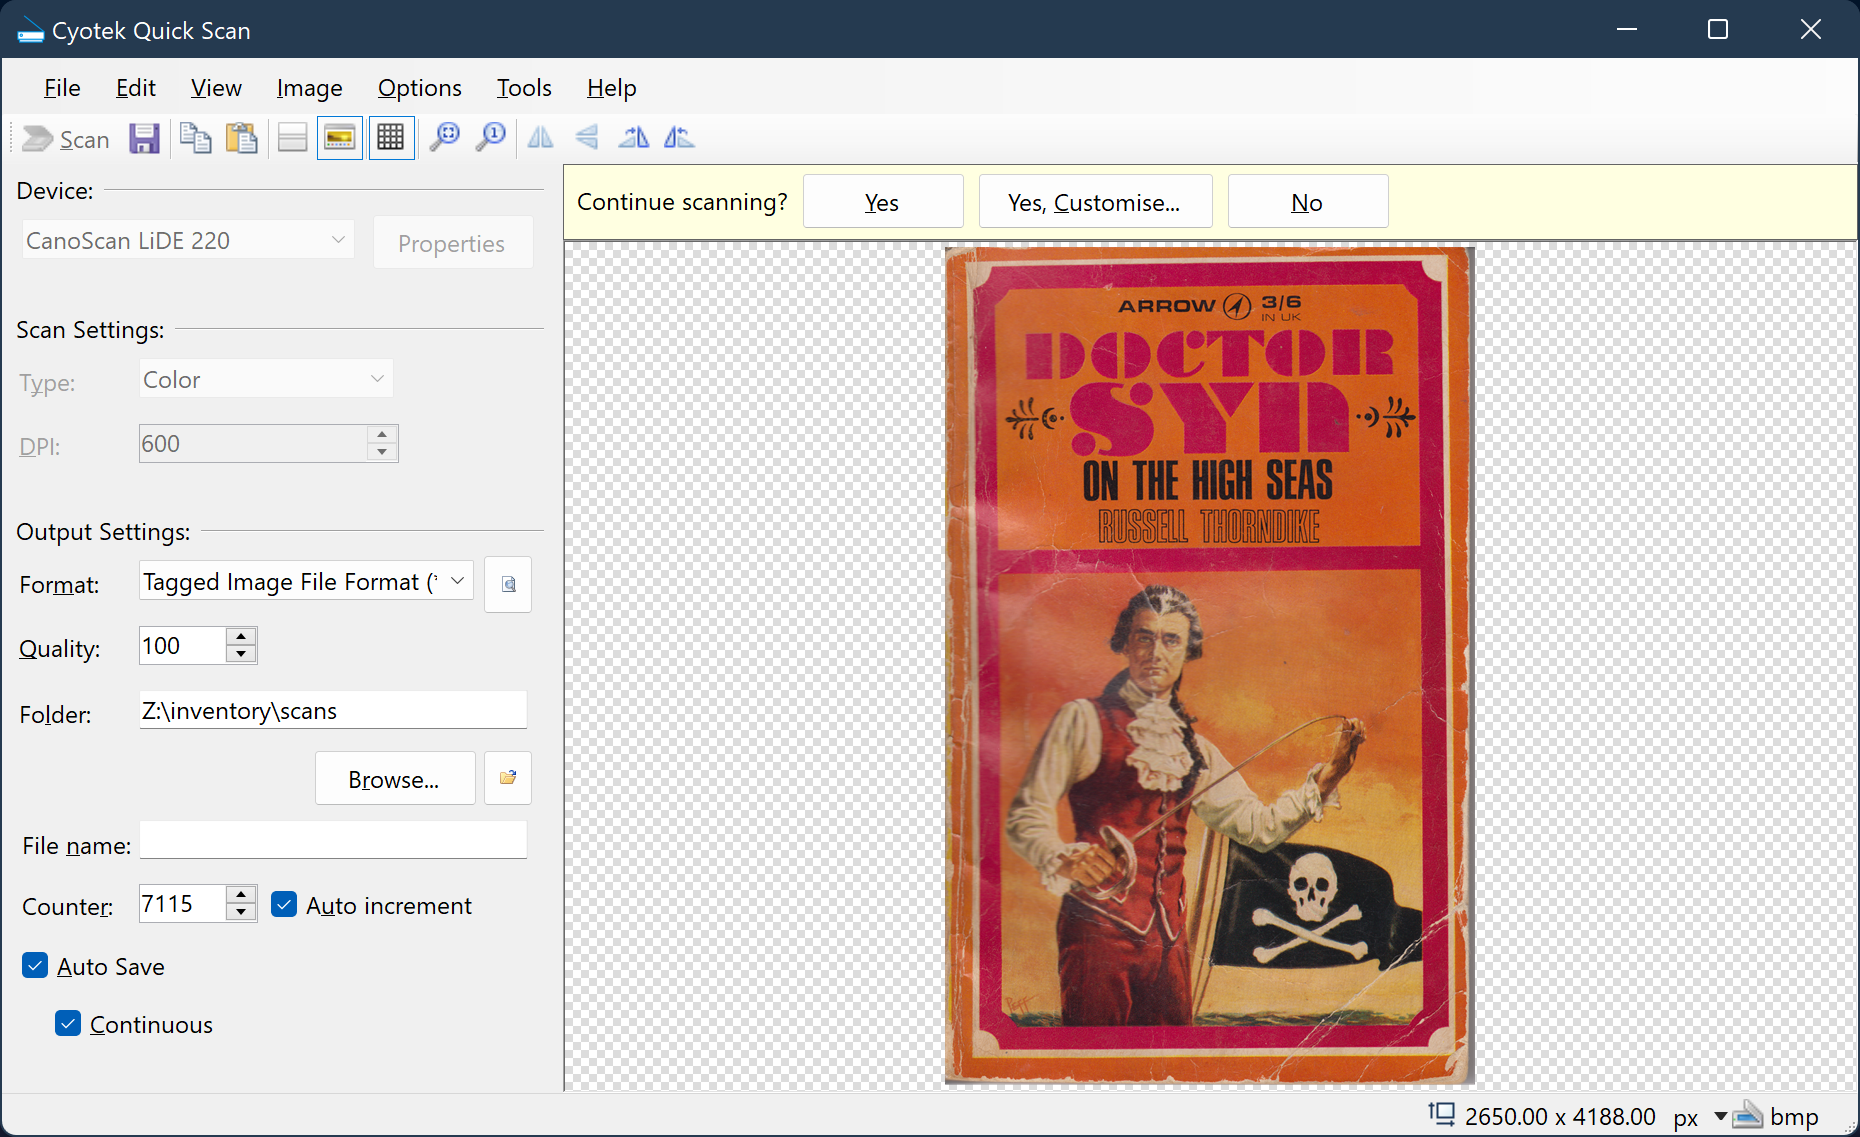 Cyotek Quick Scan
File Edit View Image Options Tools Help
Scan
Device:
CanoScan LiDE 220
Properties
Scan Settings:
Type: Color
DPI: 600
Output Settings:
Format: Tagged Image File Format (*
Quality: 100
Folder: Z:\inventory\scans
Browse...
File name:
Counter: 7115 Auto increment
Auto Save
Continuous
Continue scanning? Yes Yes, Customise... No
ARROW 3/6
IN UK
DOCTOR
SYN
ON THE HIGH SEAS
RUSSELL THORNDIKE
2650.00 x 4188.00 px bmp